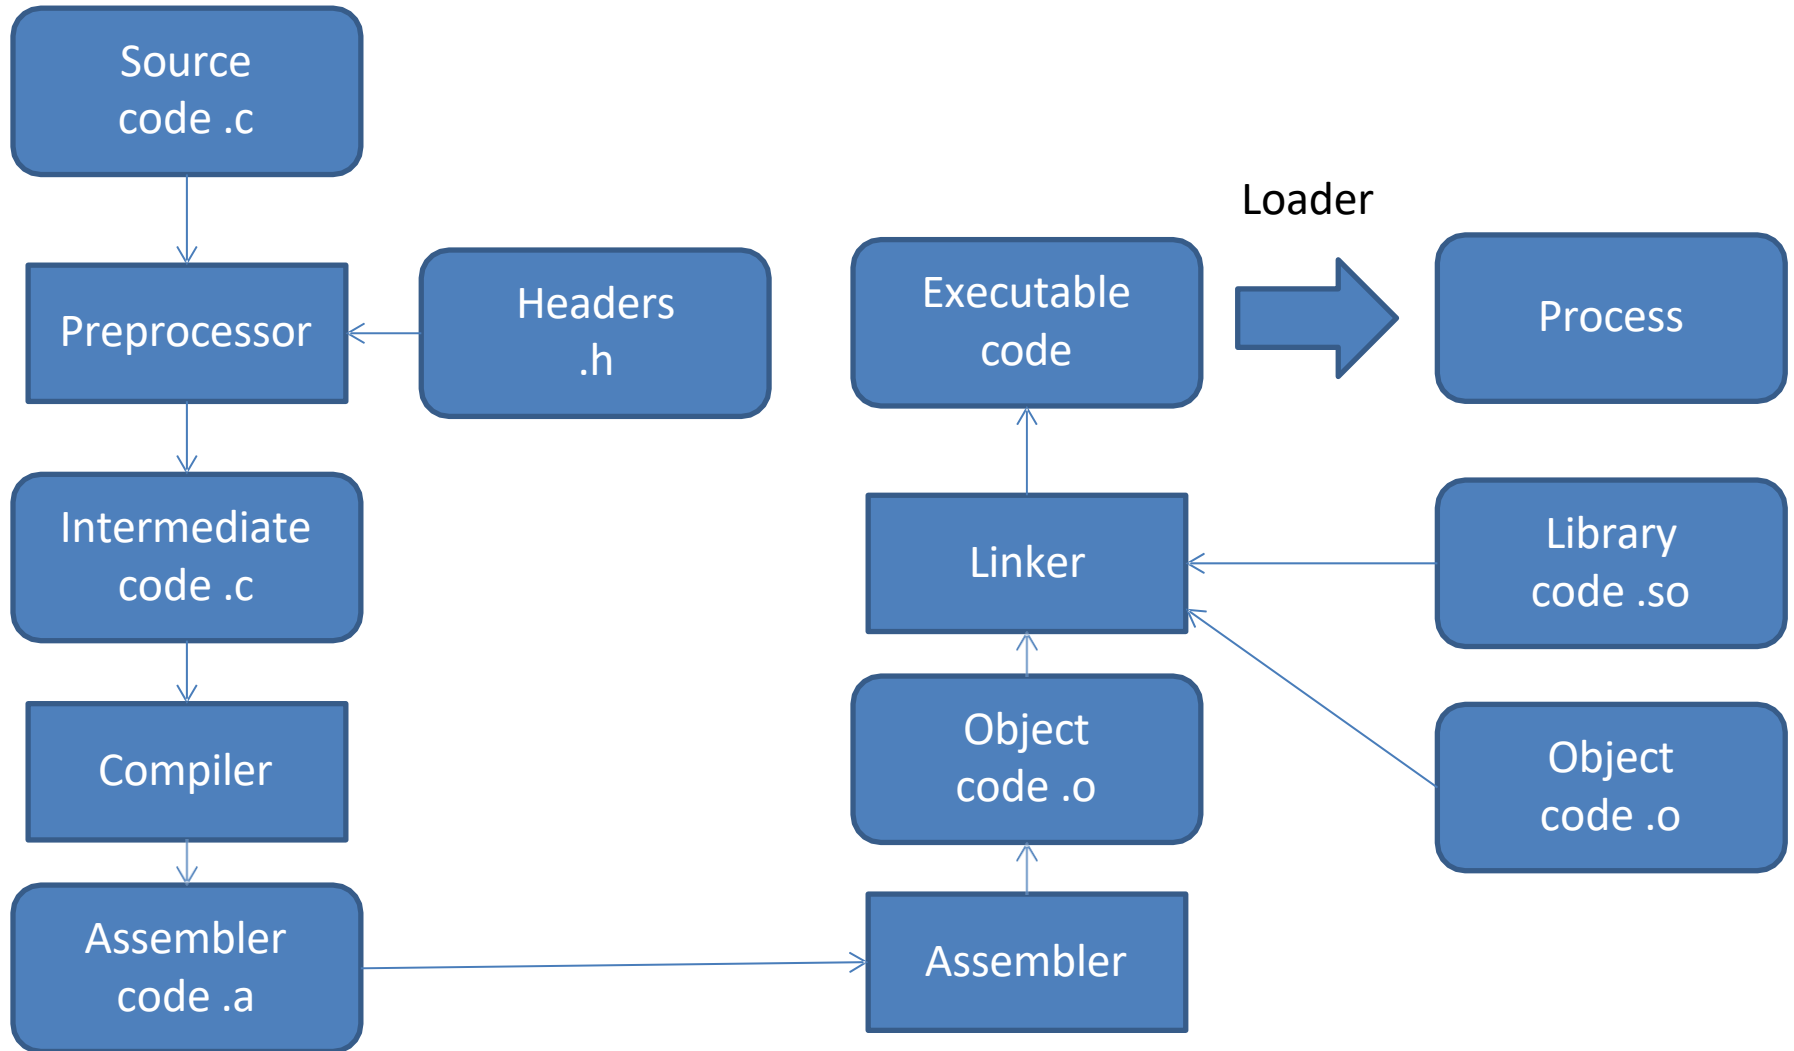 Source
code .c
Preprocessor
Headers
.h
Intermediate
code .c
Compiler
Assembler
code .a
Assembler
Object
code .o
Linker
Executable
code
Loader
Process
Library
code .so
Object
code .o